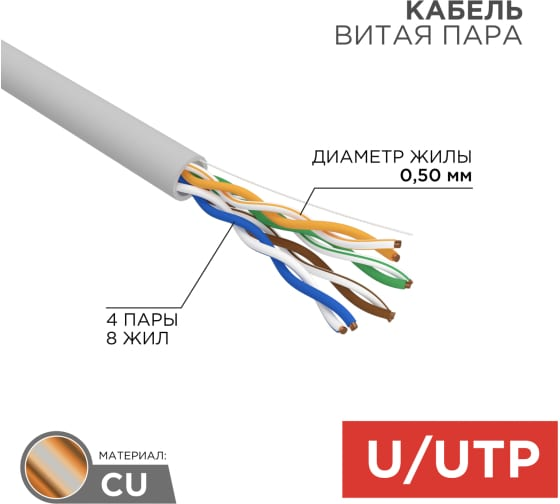 КАБЕЛЬ
ВИТАЯ ПАРА
ДИАМЕТР ЖИЛЫ
0,50 мм
4 ПАРЫ
8 ЖИЛ
МАТЕРИАЛ:
CU
U/UTP